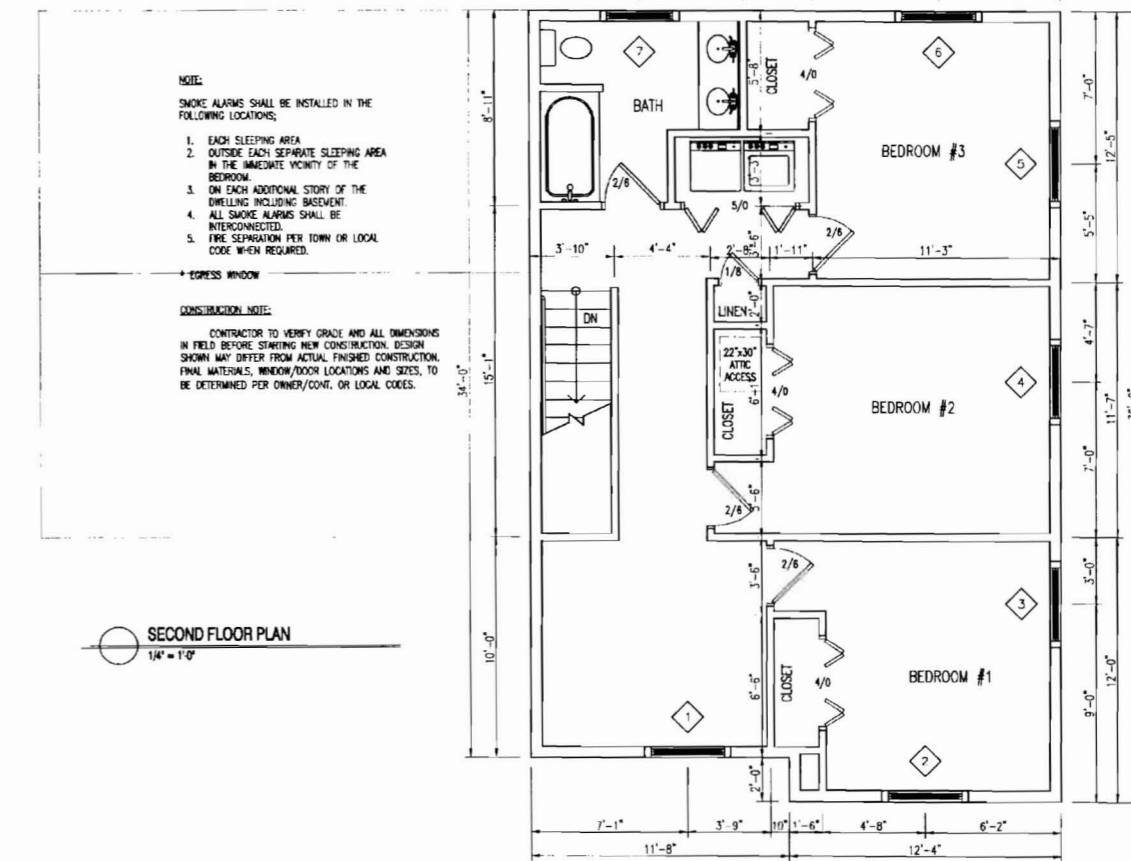 NOTE:
SMOKE ALARMS SHALL BE INSTALLED IN THE
FOLLOWING LOCATIONS;
1. EACH SLEEPING AREA
2. OUTSIDE EACH SEPARATE SLEEPING AREA
IN THE IMMEDIATE VICINITY OF THE
BEDROOM.
3. ON EACH ADDITIONAL STORY OF THE
DWELLING INCLUDING BASEMENT.
4. ALL SMOKE ALARMS SHALL BE
INTERCONNECTED.
5. FIRE SEPARATION PER TOWN OR LOCAL
CODE WHEN REQUIRED.
* EGRESS WINDOW
CONSTRUCTION NOTE:
CONTRACTOR TO VERIFY GRADE AND ALL DIMENSIONS
IN FIELD BEFORE STARTING NEW CONSTRUCTION. DESIGN
SHOWN MAY DIFFER FROM ACTUAL FINISHED CONSTRUCTION.
FINAL MATERIALS, WINDOW/DOOR LOCATIONS AND SIZES, TO
BE DETERMINED PER OWNER/CONT. OR LOCAL CODES.
SECOND FLOOR PLAN
1/4" = 1'0"
34'-0"
8'-11"
15'-1"
10'-0"
7
BATH
2/6
5'-8"
CLOSET
4/0
6
BEDROOM #3
5
7'-0"
12'-5"
5'-5"
5/0
2/6
3'-10"
4'-4"
2'-8"
1'-11"
11'-3"
1/8
LINEN
2'-0"
DN
22"x30"
ATTIC
ACCESS
6'-1"
CLOSET
4/0
BEDROOM #2
4
4'-7"
11'-7"
7'-0"
2/6
3'-6"
3'-6"
2/6
3
3'-0"
12'-0"
9'-0"
6'-6"
CLOSET
4/0
BEDROOM #1
1
2
2'-0"
7'-1"
3'-9"
10"
1'-6"
4'-8"
6'-2"
11'-8"
12'-4"